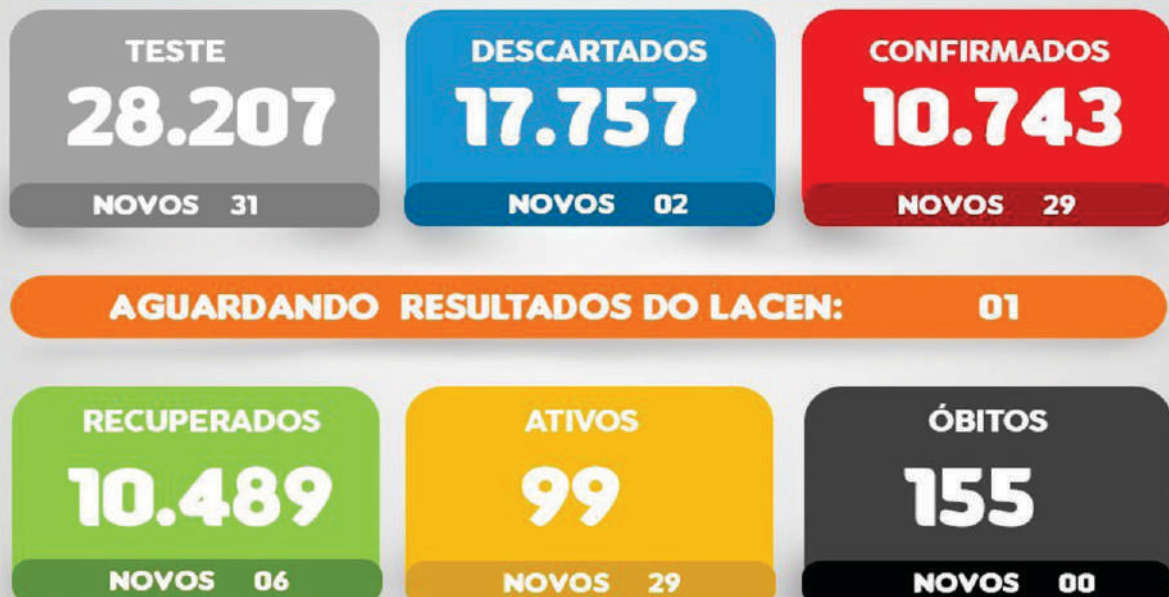 TESTE
28.207
NOVOS 31
DESCARTADOS
17.757
NOVOS 02
CONFIRMADOS
10.743
NOVOS 29
AGUARDANDO RESULTADOS DO LACEN: 01
RECUPERADOS
10.489
NOVOS 06
ATIVOS
99
NOVOS 29
ÓBITOS
155
NOVOS 00